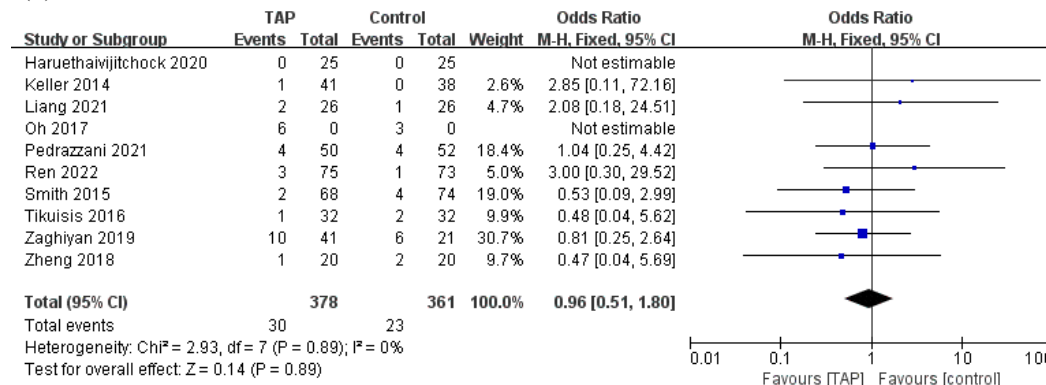 TAP Control Odds Ratio Odds Ratio
Study or Subgroup Events Total Events Total Weight M-H, Fixed, 95% CI M-H, Fixed, 95% CI
Haruethaivijitchock 2020 0 25 0 25 Not estimable
Keller 2014 1 41 0 38 2.6% 2.85 [0.11, 72.16]
Liang 2021 2 26 1 26 4.7% 2.08 [0.18, 24.51]
Oh 2017 6 0 3 0 Not estimable
Pedrazzani 2021 4 50 4 52 18.4% 1.04 [0.25, 4.42]
Ren 2022 3 75 1 73 5.0% 3.00 [0.30, 29.52]
Smith 2015 2 68 4 74 19.0% 0.53 [0.09, 2.99]
Tikuisis 2016 1 32 2 32 9.9% 0.48 [0.04, 5.62]
Zaghiyan 2019 10 41 6 21 30.7% 0.81 [0.25, 2.64]
Zheng 2018 1 20 2 20 9.7% 0.47 [0.04, 5.69]
Total (95% CI) 378 361 100.0% 0.96 [0.51, 1.80]
Total events 30 23
Heterogeneity: Chi² = 2.93, df = 7 (P = 0.89); I² = 0%
Test for overall effect: Z = 0.14 (P = 0.89)
0.01 0.1 1 10 100
Favours [TAP] Favours [control]